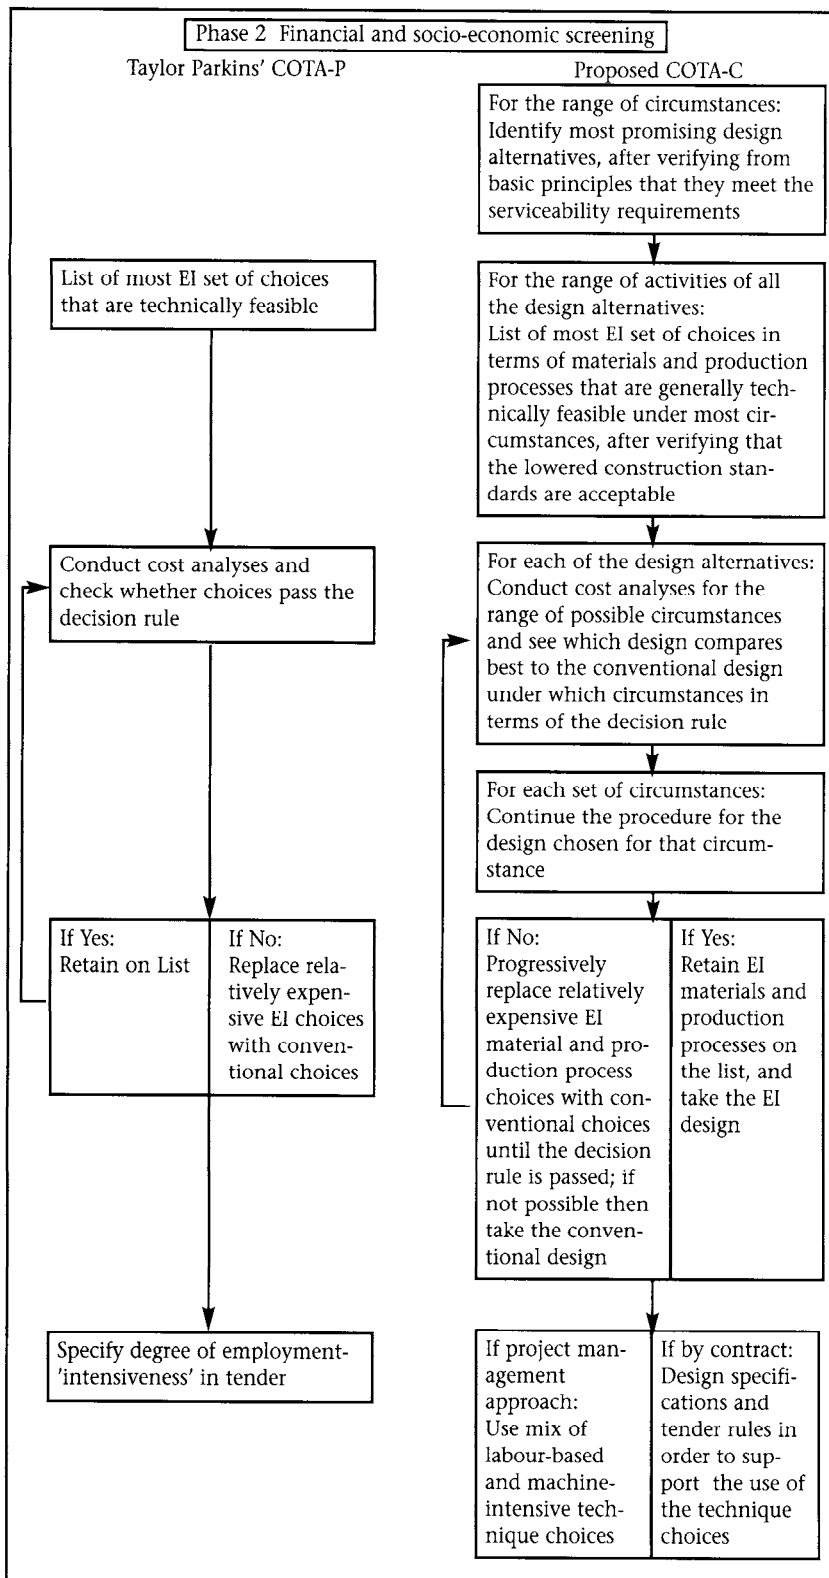 Phase 2 Financial and socio-economic screening
Taylor Parkins' COTA-P
Proposed COTA-C
For the range of circumstances:
Identify most promising design
alternatives, after verifying from
basic principles that they meet the
serviceability requirements
List of most EI set of choices
that are technically feasible
For the range of activities of all
the design alternatives:
List of most EI set of choices in
terms of materials and production
processes that are generally tech-
nically feasible under most cir-
cumstances, after verifying that
the lowered construction stan-
dards are acceptable
Conduct cost analyses and
check whether choices pass the
decision rule
For each of the design alternatives:
Conduct cost analyses for the
range of possible circumstances
and see which design compares
best to the conventional design
under which circumstances in
terms of the decision rule
For each set of circumstances:
Continue the procedure for the
design chosen for that circum-
stance
If Yes:
Retain on List
If No:
Replace rela-
tively expen-
sive EI choices
with conven-
tional choices
If No:
Progressively
replace relatively
expensive EI
material and pro-
duction process
choices with con-
ventional choices
until the decision
rule is passed; if
not possible then
take the conven-
tional design
If Yes:
Retain EI
materials and
production
processes on
the list, and
take the EI
design
Specify degree of employment-
'intensiveness' in tender
If project man-
agement
approach:
Use mix of
labour-based
and machine-
intensive tech-
nique choices
If by contract:
Design specifi-
cations and
tender rules in
order to sup-
port the use of
the technique
choices